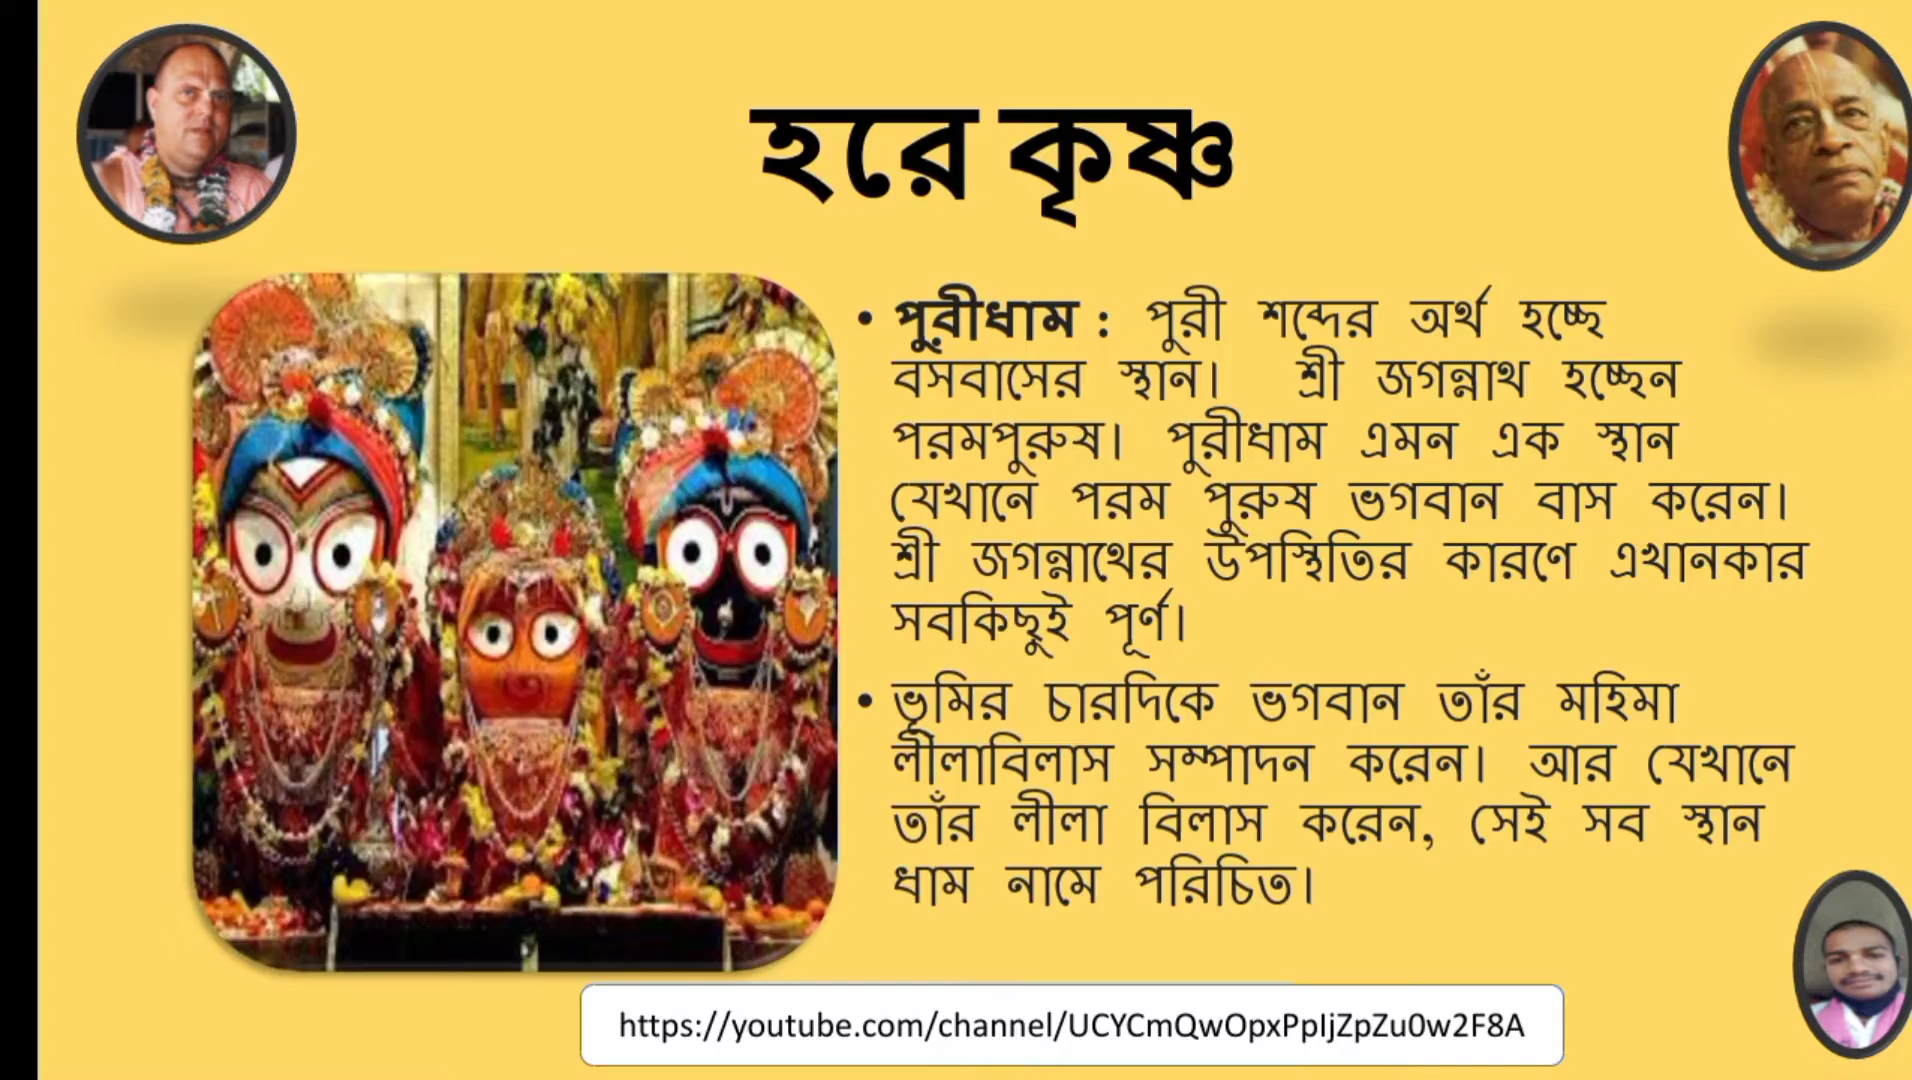 হরে কৃষ্ণ
• পুরীধাম : পুরী শব্দের অর্থ হচ্ছে
বসবাসের স্থান। শ্রী জগন্নাথ হচ্ছেন
পরমপুরুষ। পুরীধাম এমন এক স্থান
যেখানে পরম পুরুষ ভগবান বাস করেন।
শ্রী জগন্নাথের উপস্থিতির কারণে এখানকার
সবকিছুই পূর্ণ।
• ভূমির চারদিকে ভগবান তাঁর মহিমা
লীলাবিলাস সম্পাদন করেন। আর যেখানে
তাঁর লীলা বিলাস করেন, সেই সব স্থান
ধাম নামে পরিচিত।
https://youtube.com/channel/UCYCmQwOpxPpIjZpZu0w2F8A